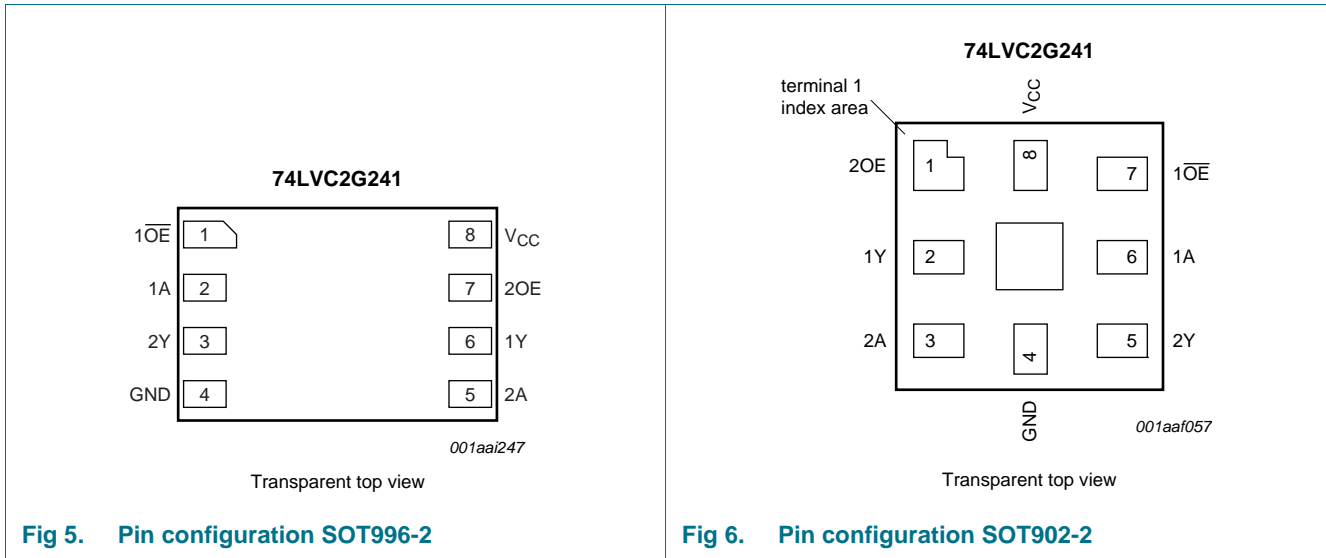 74LVC2G241
1O̅E̅ 1 8 VCC
1A 2 7 2OE
2Y 3 6 1Y
GND 4 5 2A
001aai247
Transparent top view
Fig 5. Pin configuration SOT996-2
74LVC2G241
terminal 1
index area
VCC
2OE 1 8 7 1O̅E̅
1Y 2 6 1A
2A 3 4 5 2Y
GND
001aaf057
Transparent top view
Fig 6. Pin configuration SOT902-2